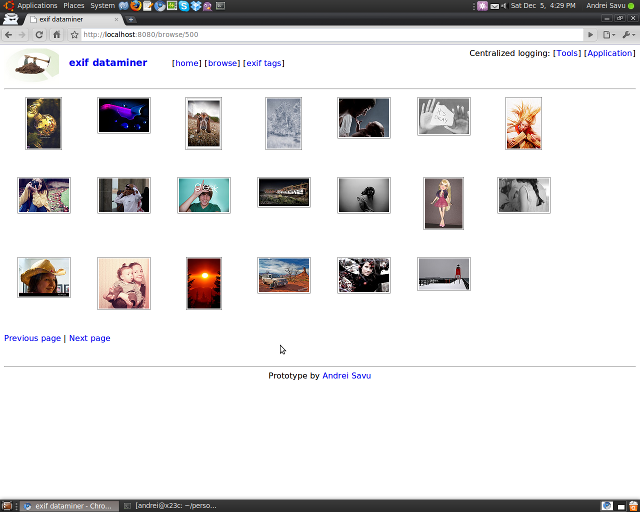 Applications Places System Sat Dec 5, 4:29 PM Andrei Savu
exif dataminer
http://localhost:8080/browse/500
exif dataminer [home] [browse] [exif tags] Centralized logging: [Tools] [Application]
Previous page | Next page
Prototype by Andrei Savu
exif dataminer - Chro... [andrei@x23c: ~/perso...